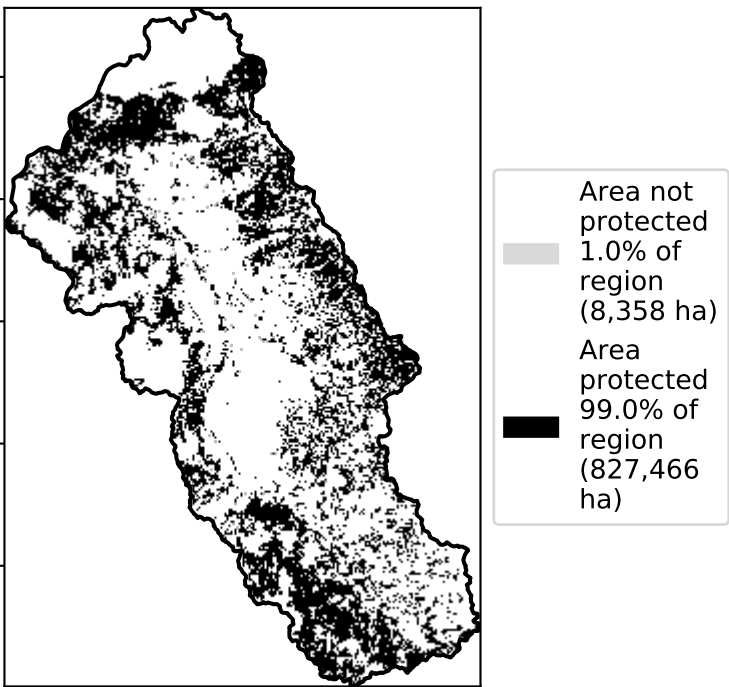 Area not
protected
1.0% of
region
(8,358 ha)
Area
protected
99.0% of
region
(827,466
ha)